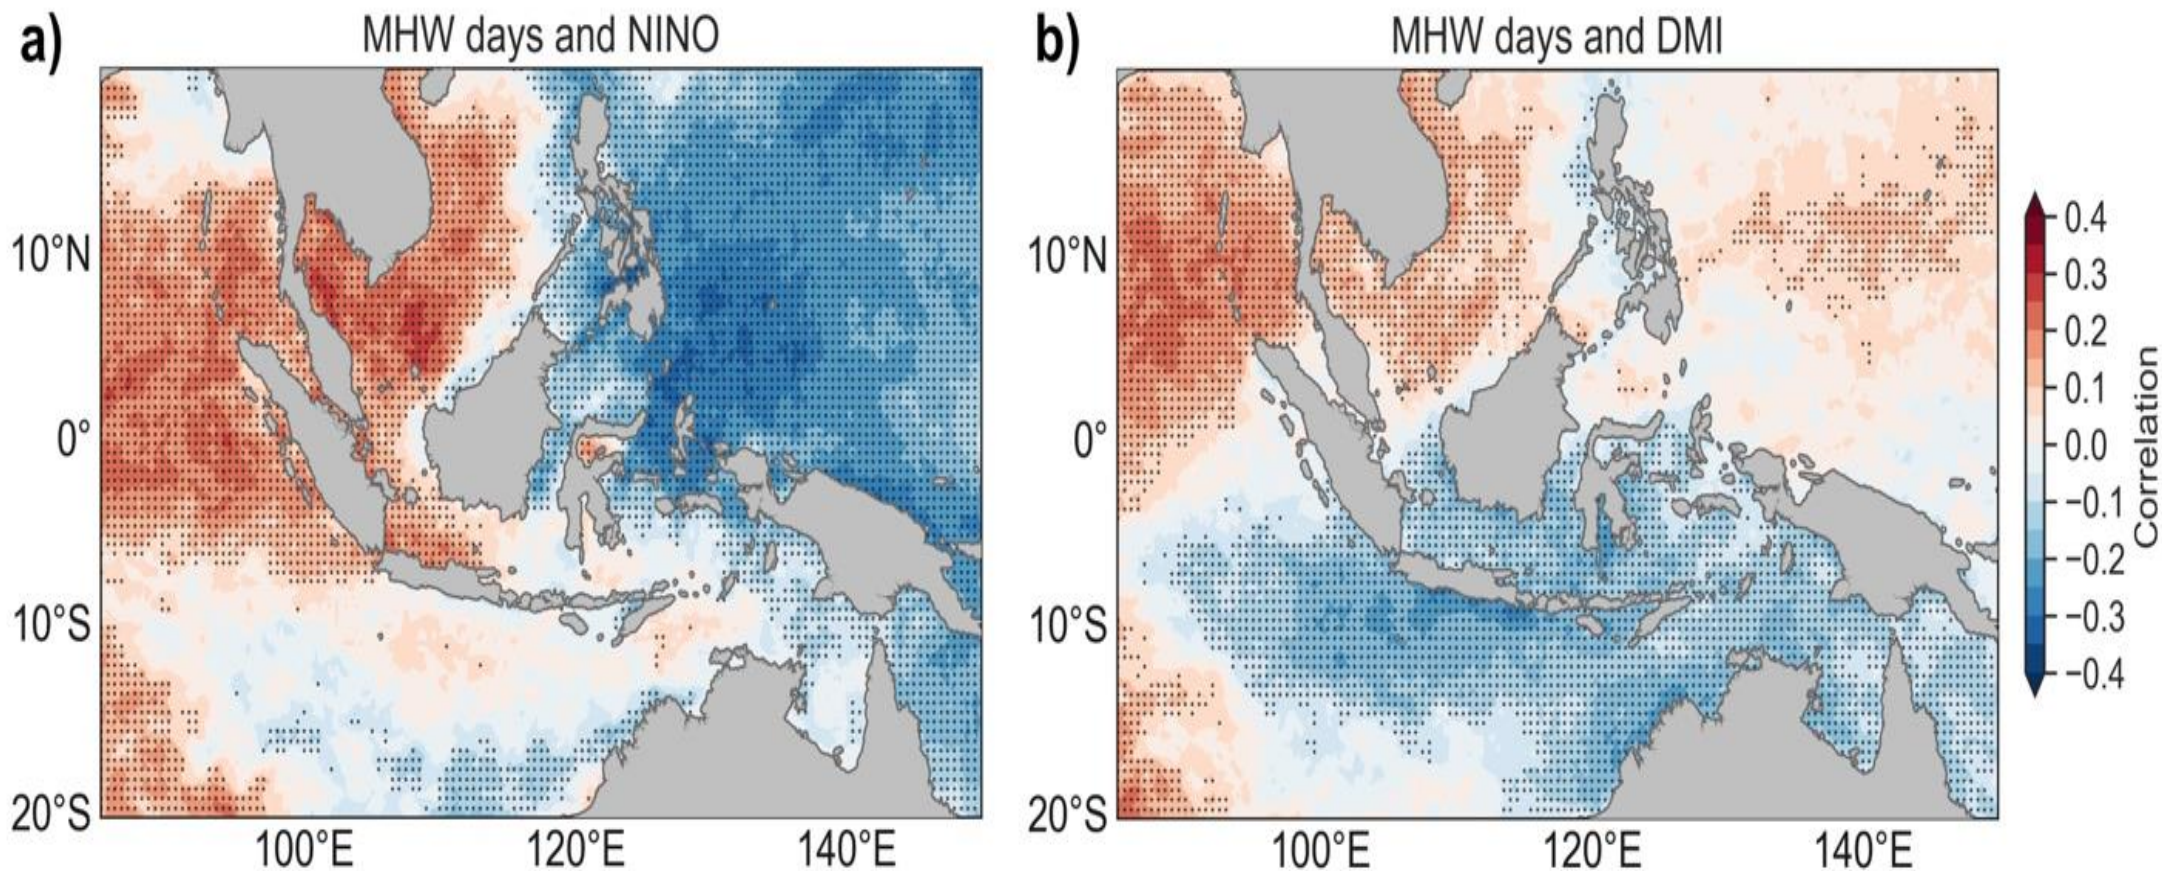 a)
MHW days and NINO
10°N
0°
10°S
20°S
100°E
120°E
140°E
b)
MHW days and DMI
10°N
0°
10°S
20°S
100°E
120°E
140°E
0.4
0.3
0.2
0.1
0.0
−0.1
−0.2
−0.3
−0.4
Correlation